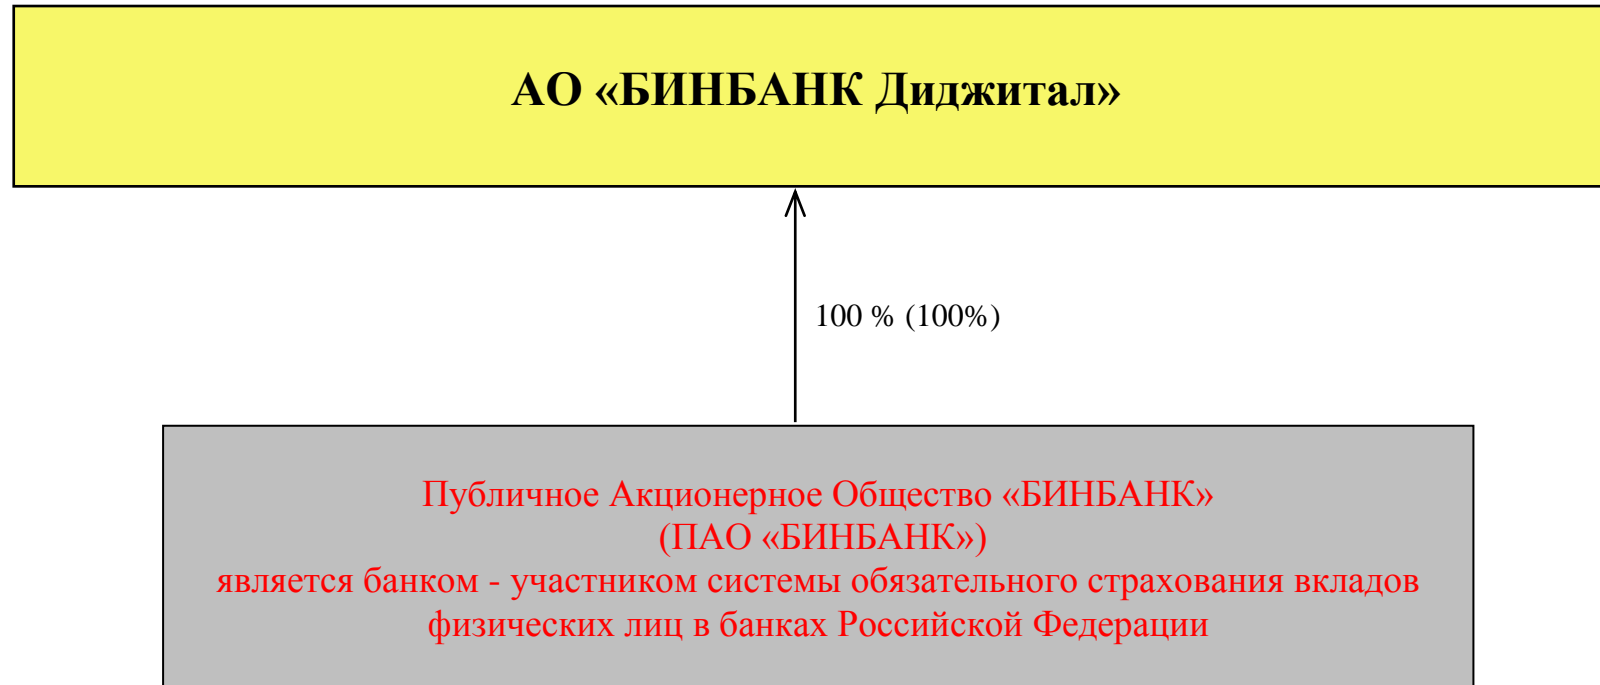 АО «БИНБАНК Диджитал»
100 % (100%)
Публичное Акционерное Общество «БИНБАНК»
(ПАО «БИНБАНК»)
является банком - участником системы обязательного страхования вкладов
физических лиц в банках Российской Федерации